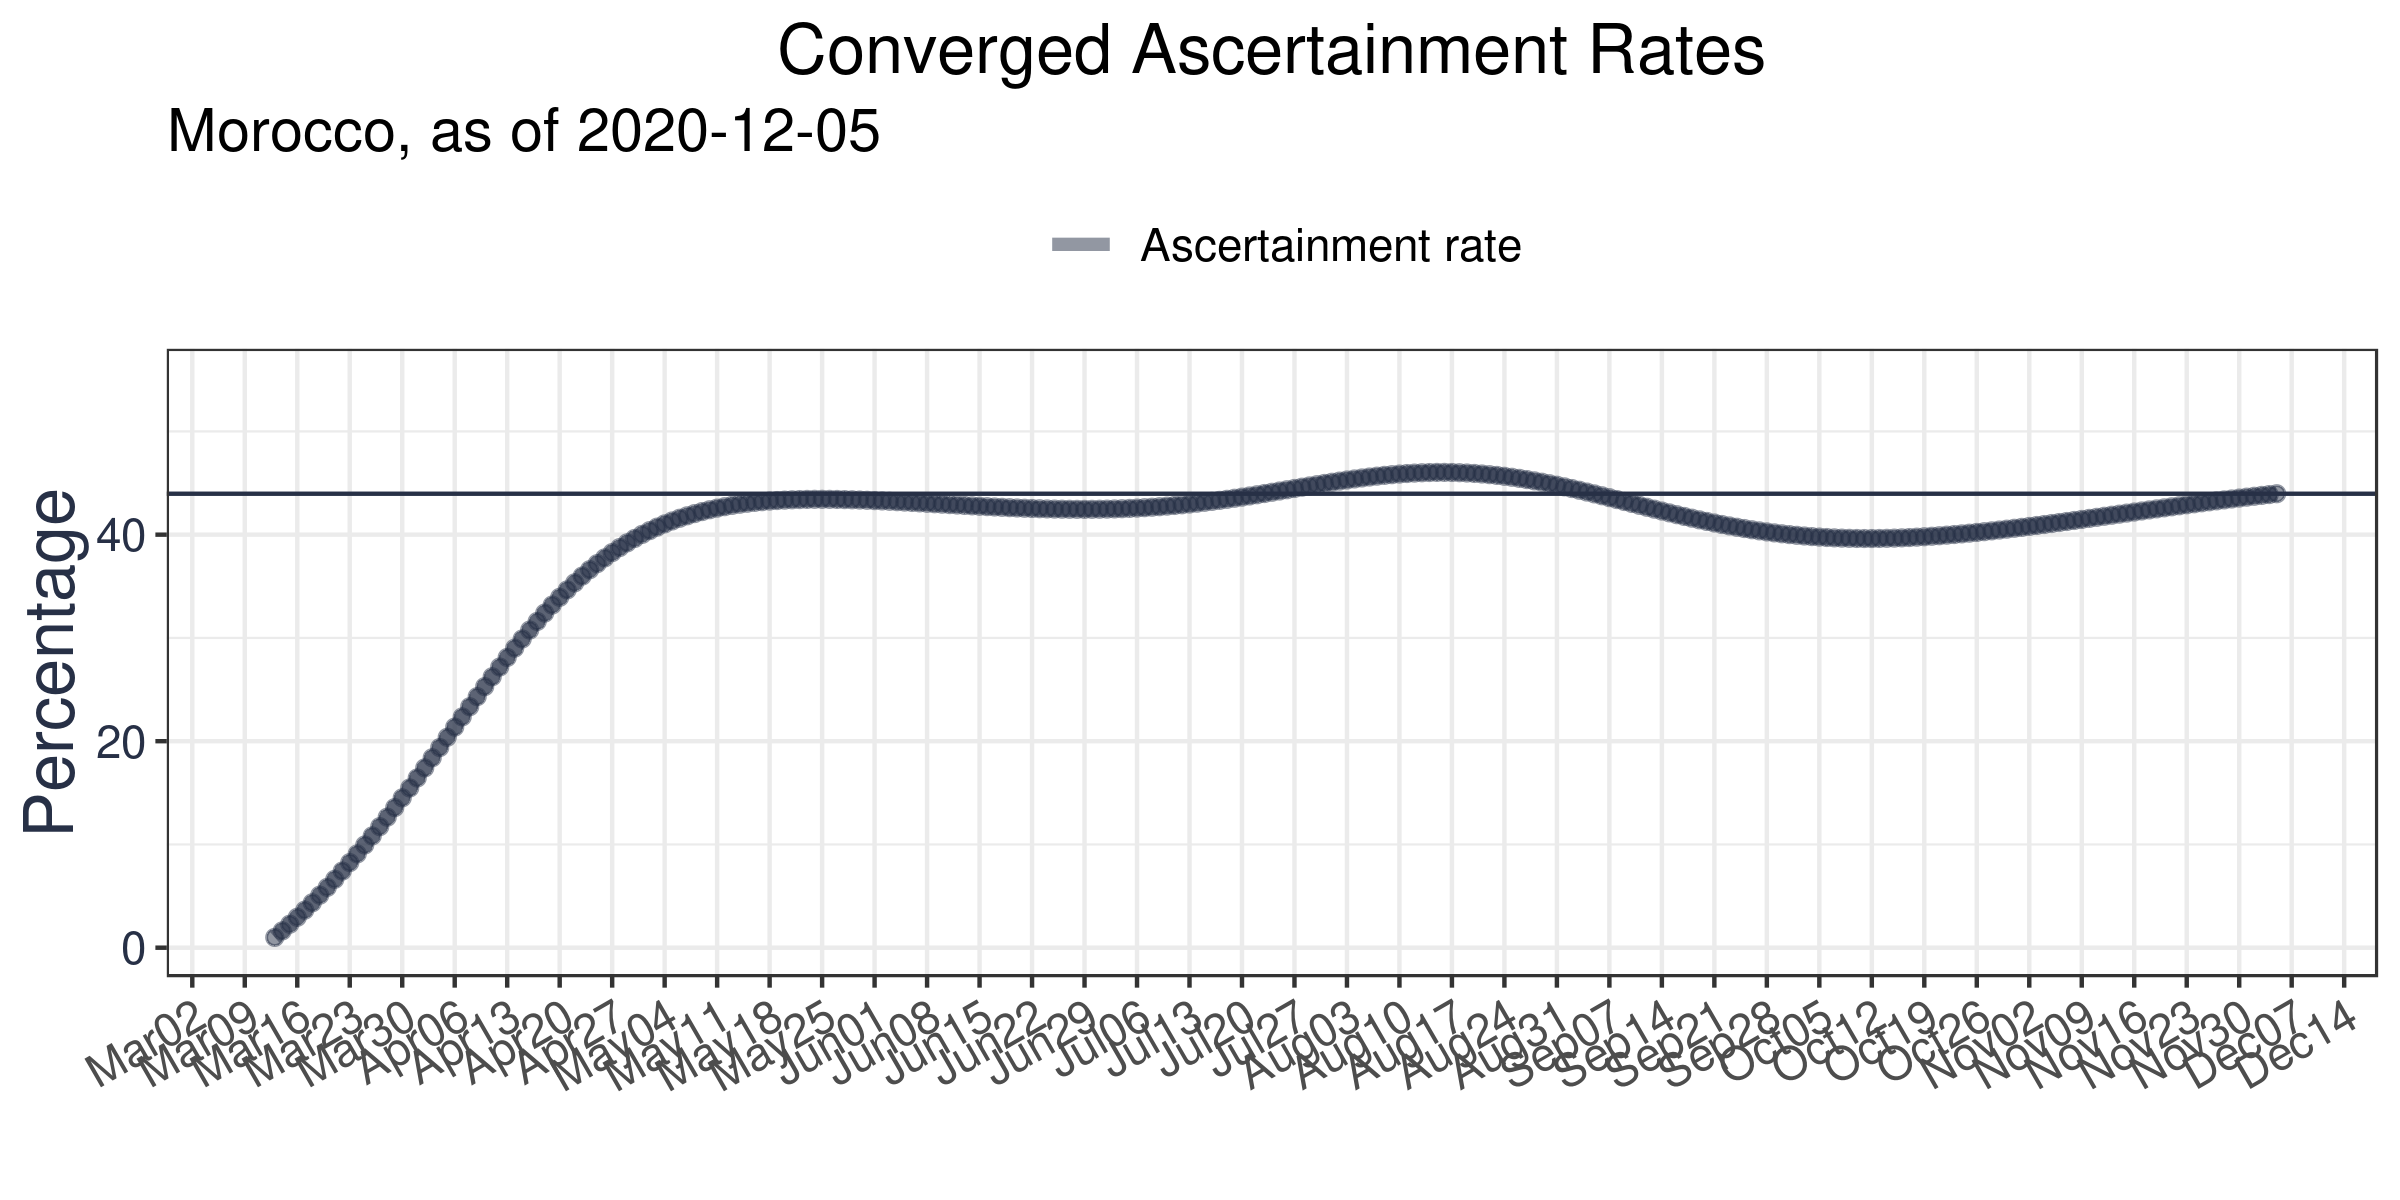 Converged Ascertainment Rates
Morocco, as of 2020-12-05
Ascertainment rate
Percentage
40
20
0
Mar02
Mar09
Mar16
Mar23
Mar30
Apr06
Apr13
Apr20
Apr27
May04
May11
May18
May25
Jun01
Jun08
Jun15
Jun22
Jun29
Jul06
Jul13
Jul20
Jul27
Aug03
Aug10
Aug17
Aug24
Aug31
Sep07
Sep14
Sep21
Sep28
Oct05
Oct12
Oct19
Oct26
Nov02
Nov09
Nov16
Nov23
Nov30
Dec07
Dec14